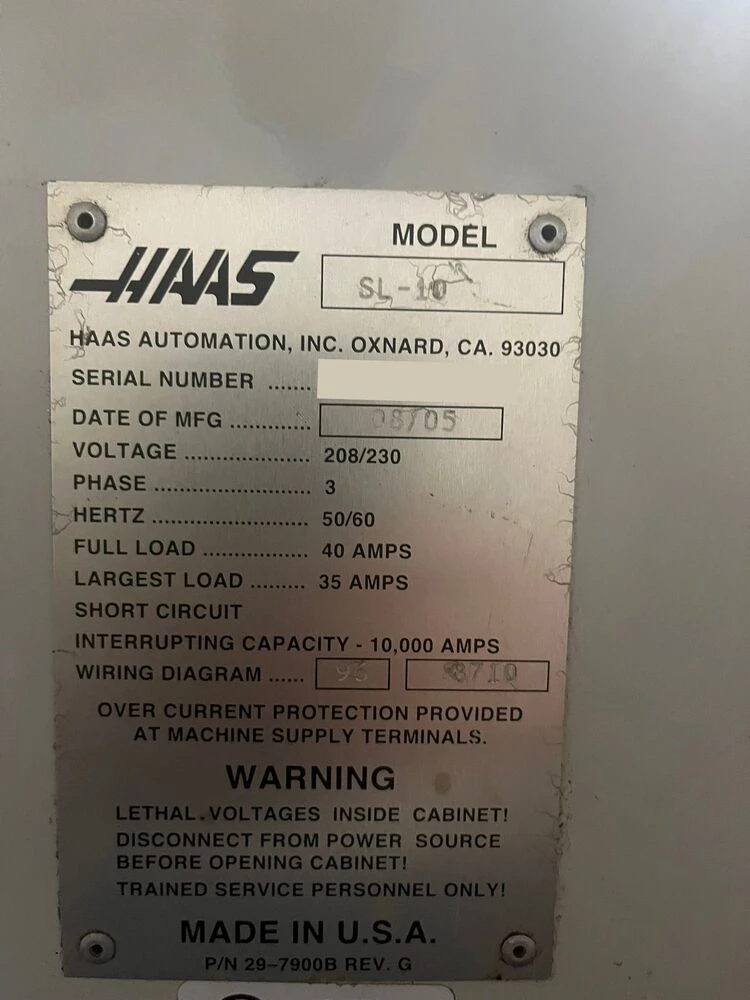 MODEL
HAAS
SL-10
HAAS AUTOMATION, INC. OXNARD, CA. 93030
SERIAL NUMBER .......
DATE OF MFG ............. 08/05
VOLTAGE .................... 208/230
PHASE ......................... 3
HERTZ ......................... 50/60
FULL LOAD ................. 40 AMPS
LARGEST LOAD ......... 35 AMPS
SHORT CIRCUIT
INTERRUPTING CAPACITY - 10,000 AMPS
WIRING DIAGRAM ......
OVER CURRENT PROTECTION PROVIDED
AT MACHINE SUPPLY TERMINALS.
WARNING
LETHAL VOLTAGES INSIDE CABINET!
DISCONNECT FROM POWER SOURCE
BEFORE OPENING CABINET!
TRAINED SERVICE PERSONNEL ONLY!
MADE IN U.S.A.
P/N 29-7900B REV. G